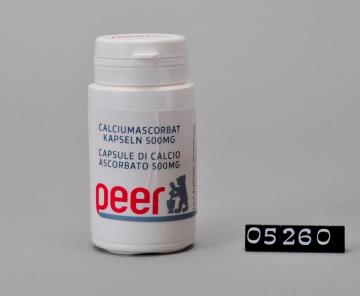 CALCIUMASCORBAT
KAPSELN 500MG
CAPSULE DI CALCIO
ASCORBATO 500MG
peer
05260